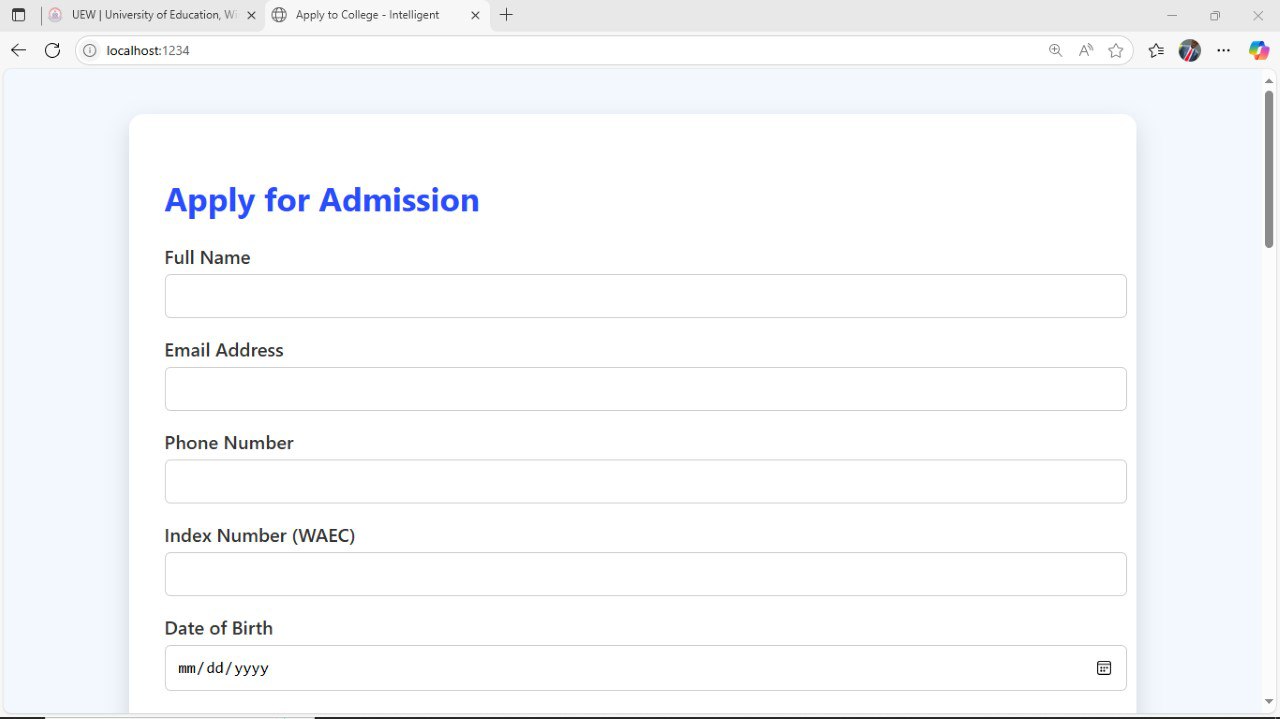 UEW | University of Education, Wi
Apply to College - Intelligent
localhost:1234
Apply for Admission
Full Name
Email Address
Phone Number
Index Number (WAEC)
Date of Birth
mm/dd/yyyy